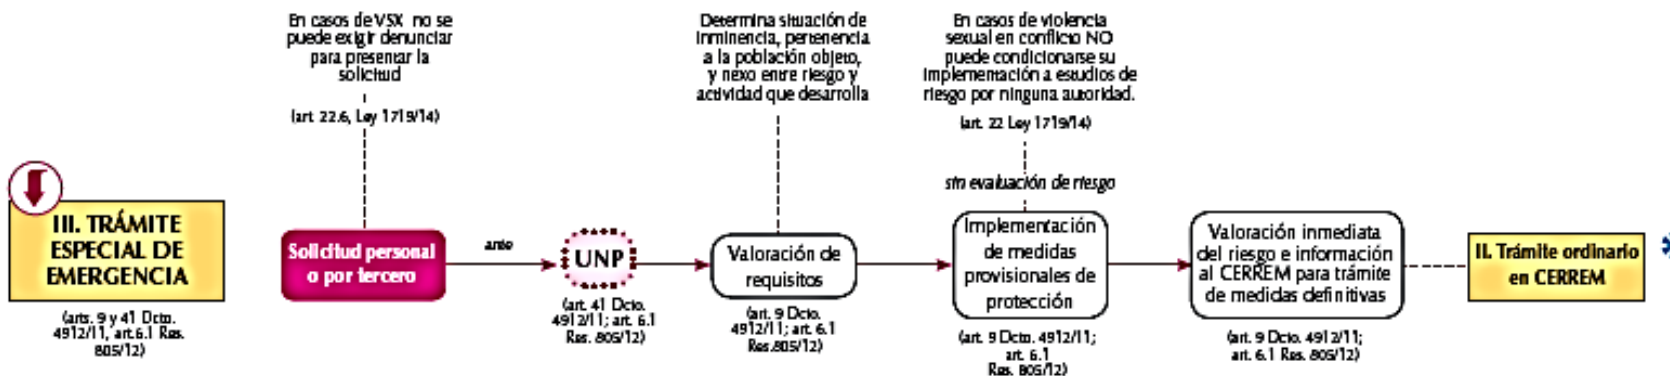 En casos de VSX no se
puede exigir denunciar
para presentar la
solicitud
(art. 22.6, Ley 1719/14)
Determina situación de
inminencia, pertenencia
a la población objeto,
y nexo entre riesgo y
actividad que desarrolla
En casos de violencia
sexual en conflicto NO
puede condicionarse su
implementación a estudios de
riesgo por ninguna autoridad.
(art. 22 Ley 1719/14)
sin evaluación de riesgo
III. TRÁMITE
ESPECIAL DE
EMERGENCIA
(arts. 9 y 41 Dcto.
4912/11, art.6.1 Res.
805/12)
Solicitud personal
o por tercero
ante
UNP
(art. 41 Dcto.
4912/11; art. 6.1
Res. 805/12)
Valoración de
requisitos
(art. 9 Dcto.
4912/11; art. 6.1
Res.805/12)
Implementación
de medidas
provisionales de
protección
(art. 9 Dcto. 4912/11;
art. 6.1
Res. 805/12)
Valoración inmediata
del riesgo e información
al CERREM para trámite
de medidas definitivas
(art. 9 Dcto. 4912/11;
art. 6.1 Res. 805/12)
II. Trámite ordinario
en CERREM